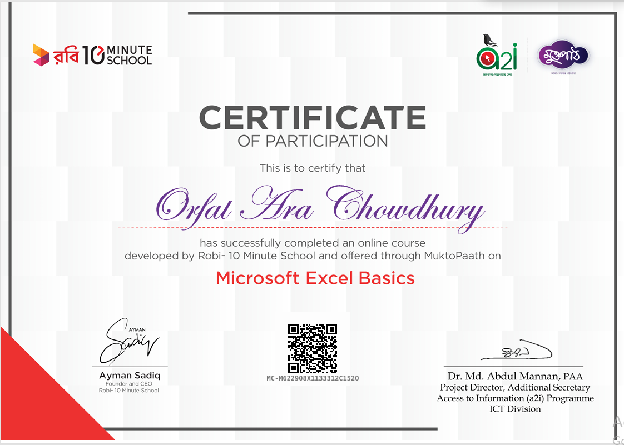 রবি 10 MINUTE SCHOOL
a2i
মুক্তপাঠ
CERTIFICATE
OF PARTICIPATION
This is to certify that
Orfat Ara Chowdhury
has successfully completed an online course
developed by Robi- 10 Minute School and offered through MuktoPaath on
Microsoft Excel Basics
AYMAN
Sadiq
Ayman Sadiq
Founder and CEO
Robi- 10 Minute School
Dr. Md. Abdul Mannan, PAA
Project Director, Additional Secretary
Access to Information (a2i) Programme
ICT Division